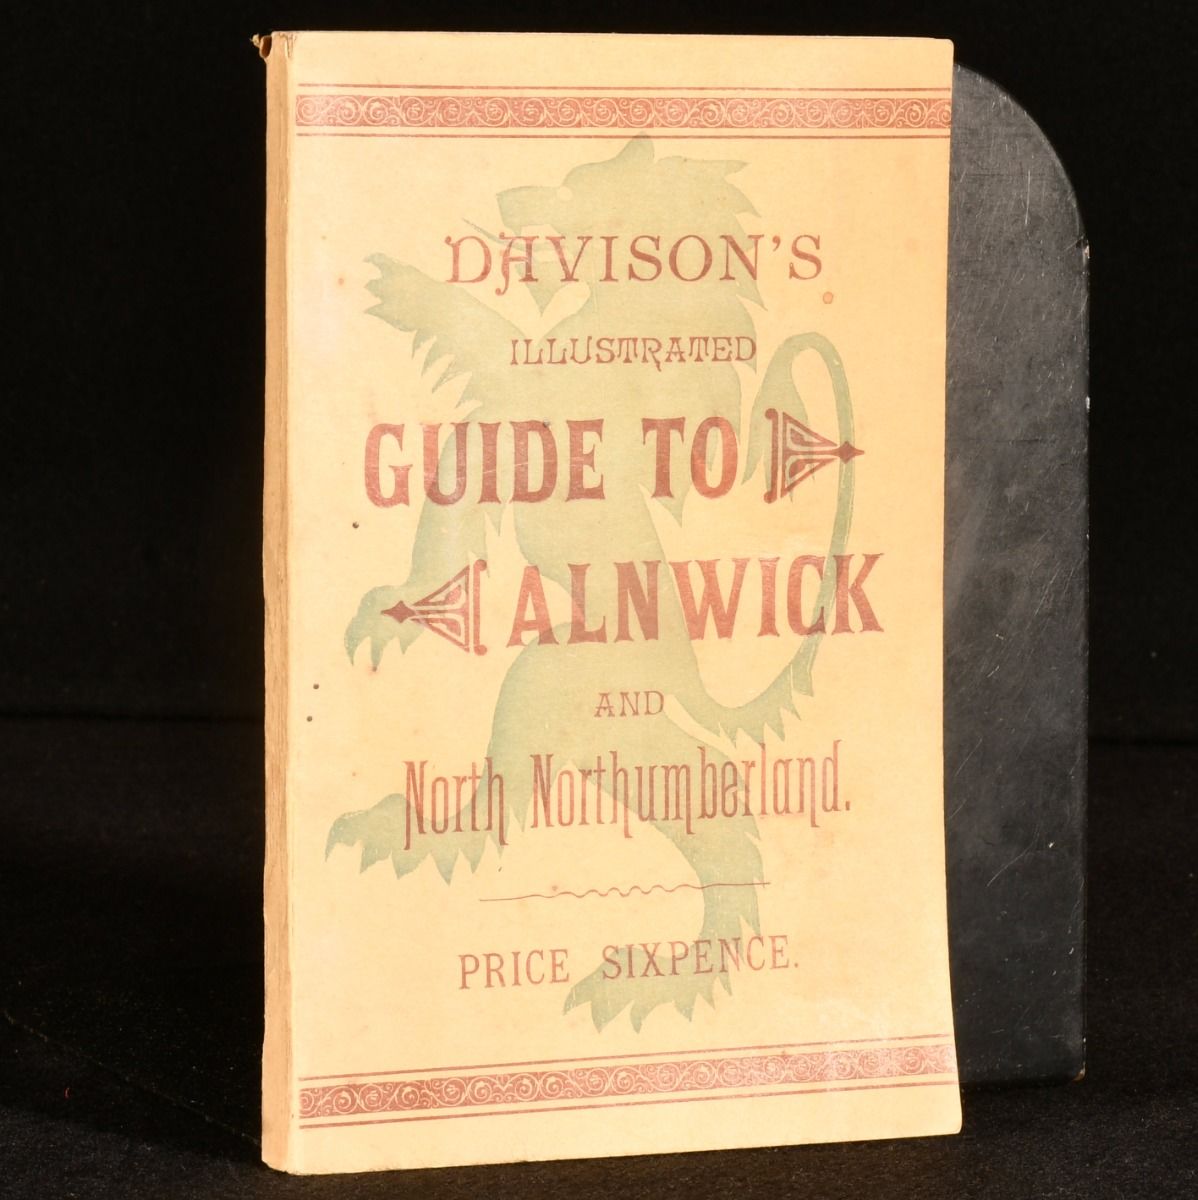 DAVISON'S
ILLUSTRATED
GUIDE TO
ALNWICK
AND
North Northumberland.
PRICE SIXPENCE.